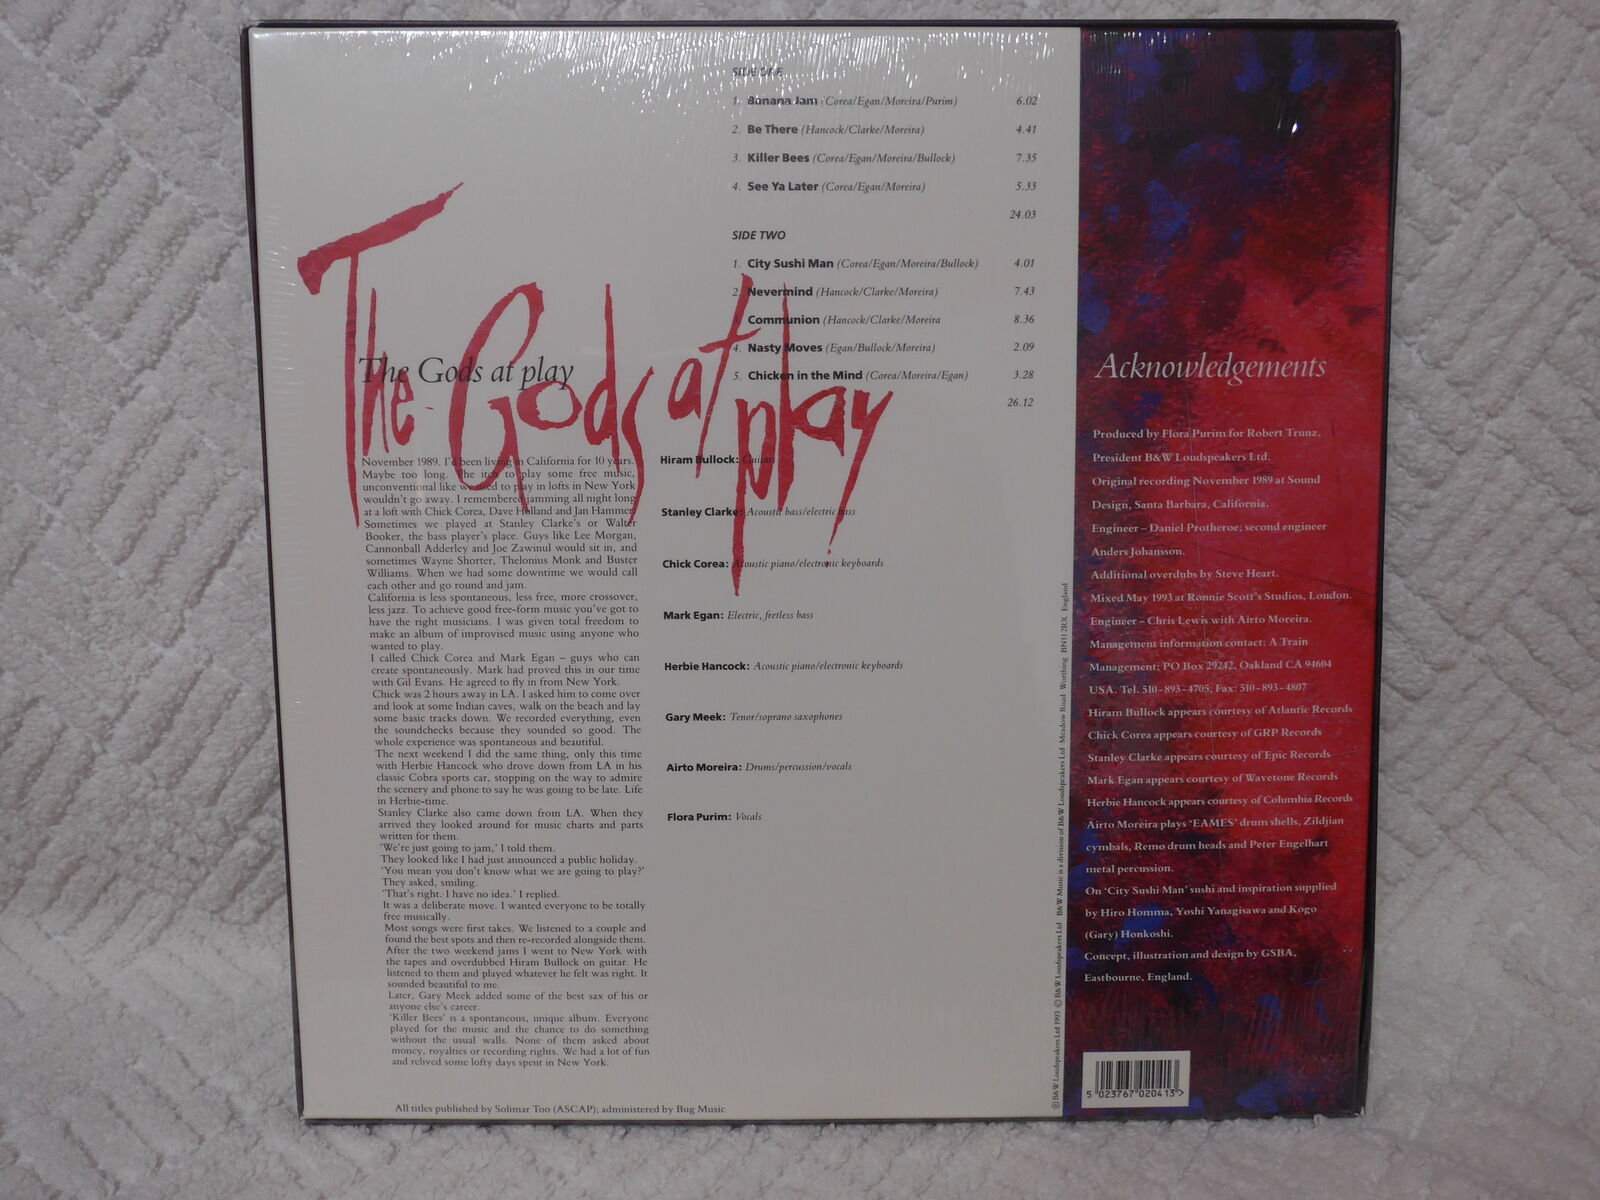 SIDE ONE
1. Banana Jam (Corea/Egan/Moreira/Purim) 6.02
2. Be There (Hancock/Clarke/Moreira) 4.41
3. Killer Bees (Corea/Egan/Moreira/Bullock) 7.35
4. See Ya Later (Corea/Egan/Moreira) 5.33
24.03
SIDE TWO
1. City Sushi Man (Corea/Egan/Moreira/Bullock) 4.01
2. Nevermind (Hancock/Clarke/Moreira) 7.43
Communion (Hancock/Clarke/Moreira 8.36
4. Nasty Moves (Egan/Bullock/Moreira) 2.09
5. Chicken in the Mind (Corea/Moreira/Egan) 3.28
26.12
The Gods at play
The Gods at play
November 1989. I'd been living in California for 10 years.
Maybe too long. The itch to play some free music,
unconventional like we used to play in lofts in New York
wouldn't go away. I remembered jamming all night long
at a loft with Chick Corea, Dave Holland and Jan Hammer.
Sometimes we played at Stanley Clarke's or Walter
Booker, the bass player's place. Guys like Lee Morgan,
Cannonball Adderley and Joe Zawinul would sit in, and
sometimes Wayne Shorter, Thelonius Monk and Buster
Williams. When we had some downtime we would call
each other and go round and jam.
California is less spontaneous, less free, more crossover,
less jazz. To achieve good free-form music you've got to
have the right musicians. I was given total freedom to
make an album of improvised music using anyone who
wanted to play.
I called Chick Corea and Mark Egan – guys who can
create spontaneously. Mark had proved this in our time
with Gil Evans. He agreed to fly in from New York.
Chick was 2 hours away in LA. I asked him to come over
and look at some Indian caves, walk on the beach and lay
some basic tracks down. We recorded everything, even
the soundchecks because they sounded so good. The
whole experience was spontaneous and beautiful.
The next weekend I did the same thing, only this time
with Herbie Hancock who drove down from LA in his
classic Cobra sports car, stopping on the way to admire
the scenery and phone to say he was going to be late. Life
in Herbie-time.
Stanley Clarke also came down from LA. When they
arrived they looked around for music charts and parts
written for them.
'We're just going to jam,' I told them.
They looked like I had just announced a public holiday.
'You mean you don't know what we are going to play?'
They asked, smiling.
'That's right. I have no idea.' I replied.
It was a deliberate move. I wanted everyone to be totally
free musically.
Most songs were first takes. We listened to a couple and
found the best spots and then re-recorded alongside them.
After the two weekend jams I went to New York with
the tapes and overdubbed Hiram Bullock on guitar. He
listened to them and played whatever he felt was right. It
sounded beautiful to me.
Later, Gary Meek added some of the best sax of his or
anyone else's career.
'Killer Bees' is a spontaneous, unique album. Everyone
played for the music and the chance to do something
without the usual walls. None of them asked about
money, royalties or recording rights. We had a lot of fun
and relived some lofty days spent in New York.
Hiram Bullock: Guitars
Stanley Clarke: Acoustic bass/electric bass
Chick Corea: Acoustic piano/electronic keyboards
Mark Egan: Electric, fretless bass
Herbie Hancock: Acoustic piano/electronic keyboards
Gary Meek: Tenor/soprano saxophones
Airto Moreira: Drums/percussion/vocals
Flora Purim: Vocals
All titles published by Solimar Too (ASCAP); administered by Bug Music
Ⓟ B&W Loudspeakers Ltd 1993 © B&W Loudspeakers Ltd B&W Music is a division of B&W Loudspeakers Ltd Meadow Road Worthing BN11 2RX England
Acknowledgements
Produced by Flora Purim for Robert Trunz,
President B&W Loudspeakers Ltd.
Original recording November 1989 at Sound
Design, Santa Barbara, California.
Engineer – Daniel Protheroe; second engineer
Anders Johansson.
Additional overdubs by Steve Heart.
Mixed May 1993 at Ronnie Scott's Studios, London.
Engineer – Chris Lewis with Airto Moreira.
Management information contact: A Train
Management; PO Box 29242, Oakland CA 94604
USA. Tel. 510-893-4705; Fax: 510-893-4807
Hiram Bullock appears courtesy of Atlantic Records
Chick Corea appears courtesy of GRP Records
Stanley Clarke appears courtesy of Epic Records
Mark Egan appears courtesy of Wavetone Records
Herbie Hancock appears courtesy of Columbia Records
Airto Moreira plays 'EAMES' drum shells, Zildjian
cymbals, Remo drum heads and Peter Engelhart
metal percussion.
On 'City Sushi Man' sushi and inspiration supplied
by Hiro Homma, Yoshi Yanagisawa and Kogo
(Gary) Honkoshi.
Concept, illustration and design by GSBA,
Eastbourne, England.
5 023767 020413 >